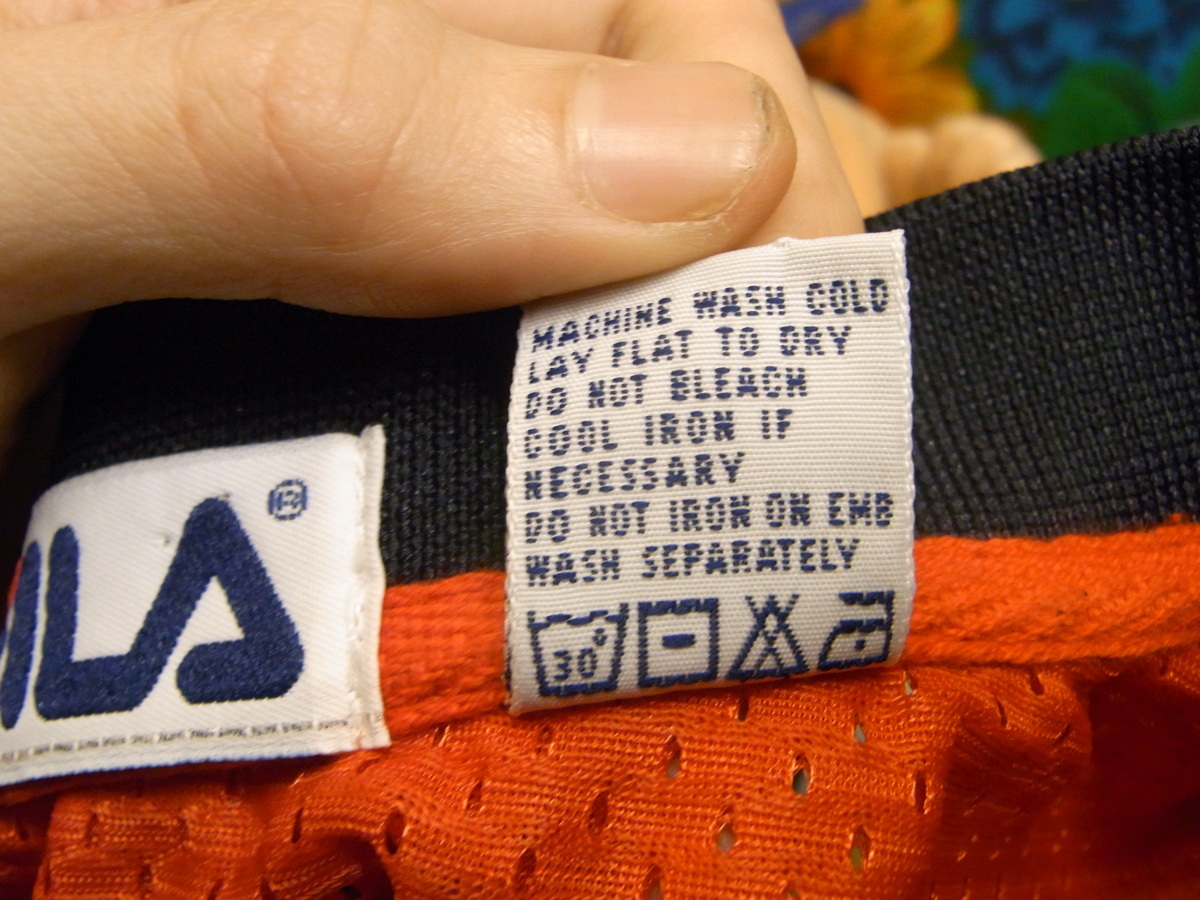 MACHINE WASH COLD
LAY FLAT TO DRY
DO NOT BLEACH
COOL IRON IF
NECESSARY
DO NOT IRON ON EMB
WASH SEPARATELY
30°
ILA®